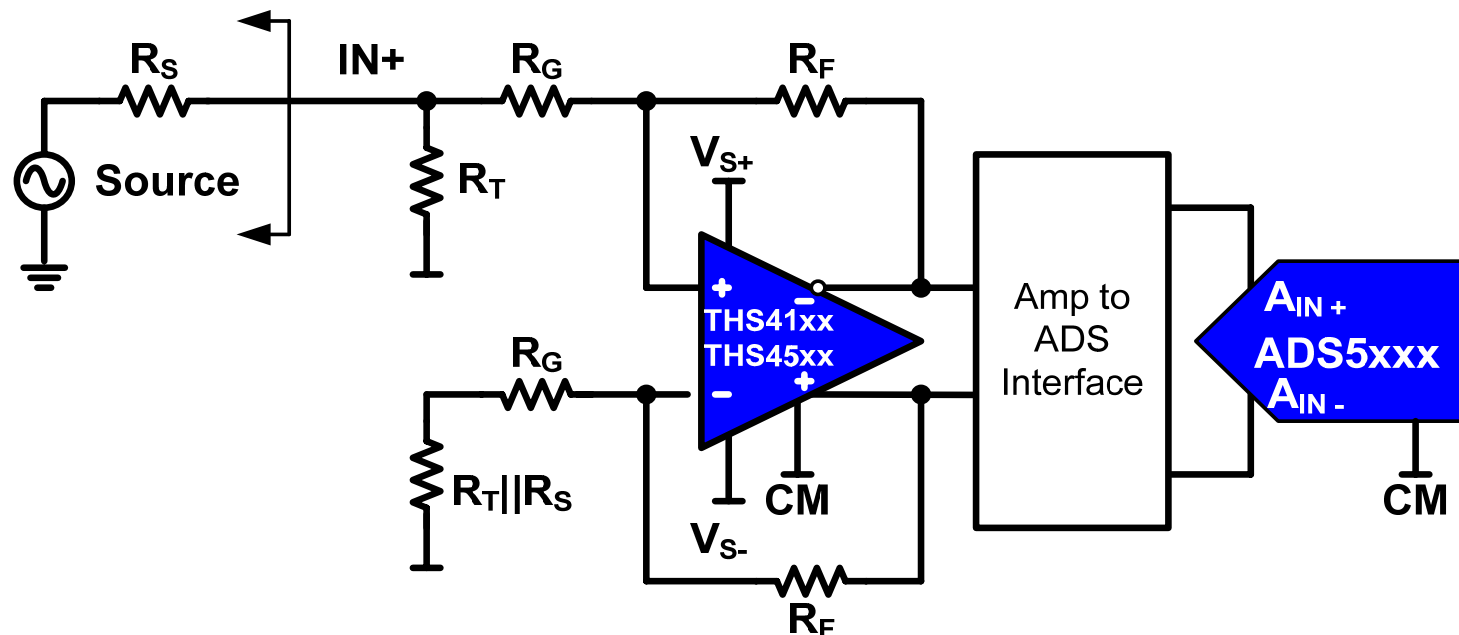 RS
IN+
RG
RF
Source
RT
VS+
+
-
THS41xx
THS45xx
+
-
Amp to
ADS
Interface
AIN +
ADS5xxx
AIN -
RG
RT||RS
CM
CM
VS-
RF